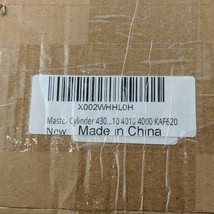 X002WHHL0H
Master Cylinder 430...10 4010 4000 KAF620
New Made in China